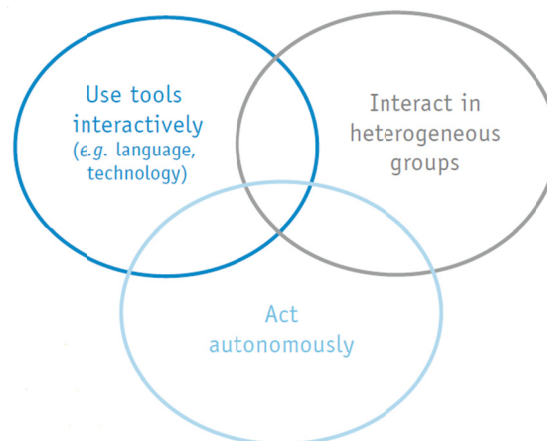 Use tools
interactively
(e.g. language,
technology)
Interact in
heterogeneous
groups
Act
autonomously